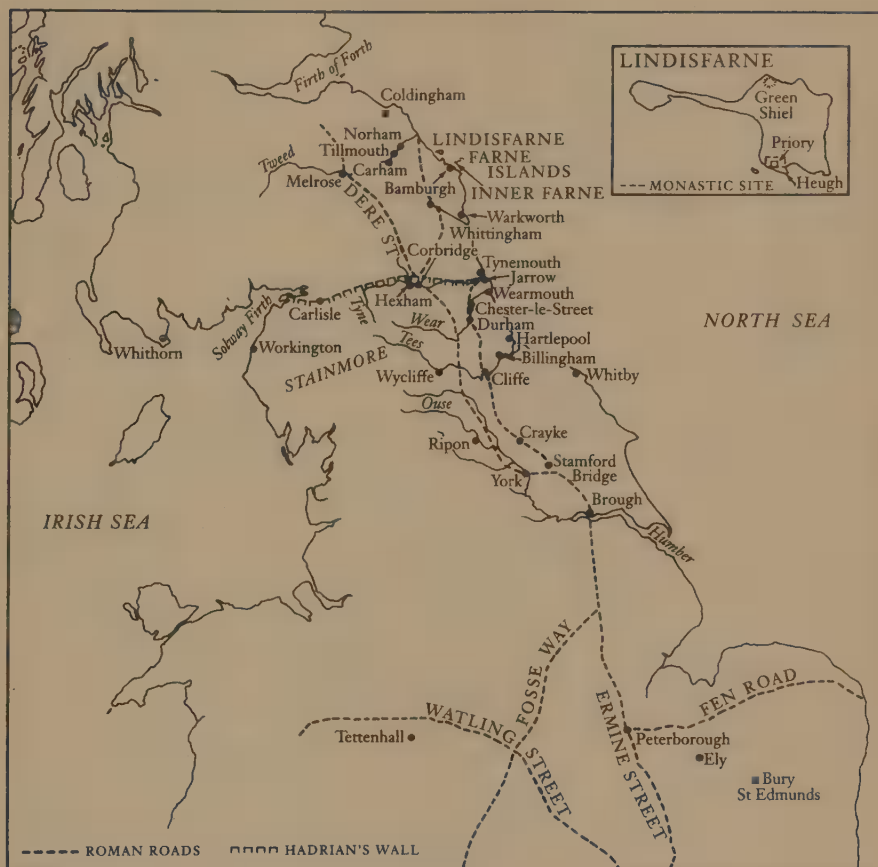 Firth of Forth
Coldingham
Norham
Tillmouth
Carham
Tweed
Melrose
LINDISFARNE
FARNE
ISLANDS
INNER FARNE
Bamburgh
Warkworth
Whittingham
DERE ST
Corbridge
Tynemouth
Jarrow
Wearmouth
Hexham
Chester-le-Street
Durham
Hartlepool
Billingham
Carlisle
Tyne
Wear
Tees
Solway Firth
Whithorn
Workington
STAINMORE
Wycliffe
Cliffe
Whitby
NORTH SEA
Ouse
Crayke
Ripon
Stamford
Bridge
York
Brough
Humber
IRISH SEA
FOSSE WAY
ERMINE STREET
FEN ROAD
WATLING
STREET
Tettenhall
Peterborough
Ely
Bury
St Edmunds
ROMAN ROADS
HADRIAN'S WALL
LINDISFARNE
Green
Shiel
Priory
Heugh
MONASTIC SITE